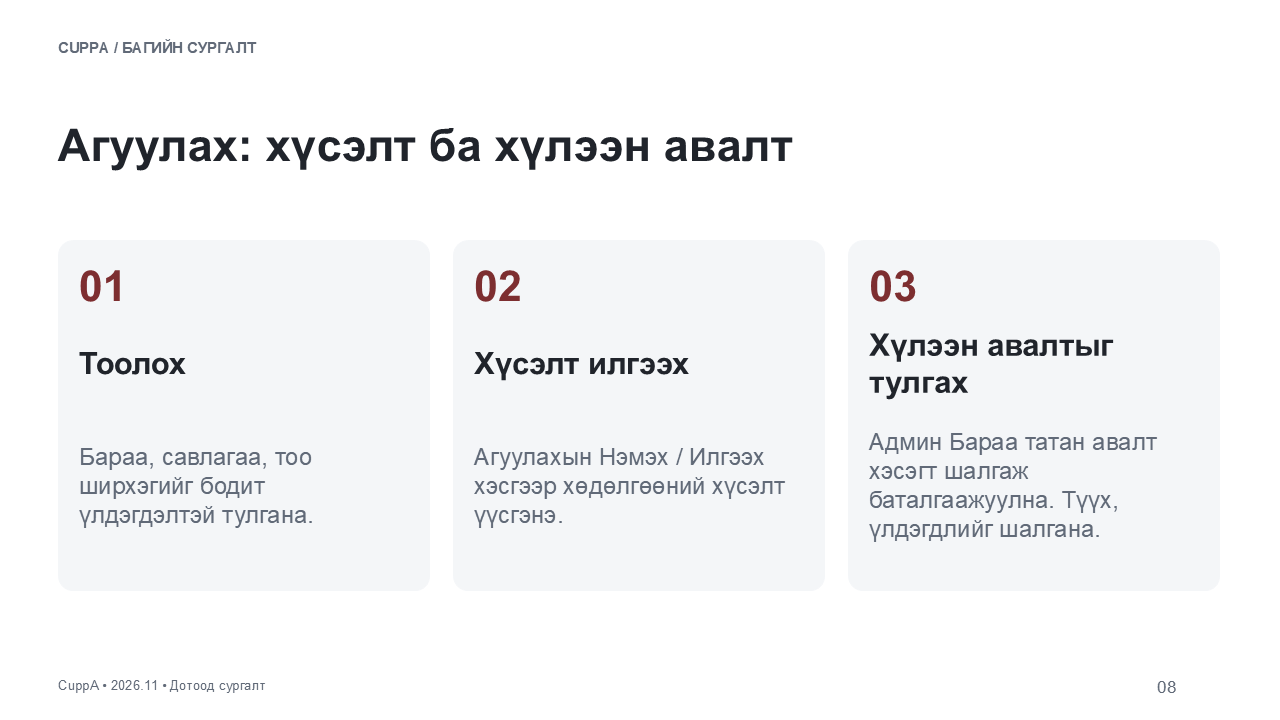 CUPPA / БАГИЙН СУРГАЛТ
Агуулах: хүсэлт ба хүлээн авалт
01
Тоолох
Бараа, савлагаа, тоо
ширхэгийг бодит
үлдэгдэлтэй тулгана.
02
Хүсэлт илгээх
Агуулахын Нэмэх / Илгээх
хэсгээр хөдөлгөөний хүсэлт
үүсгэнэ.
03
Хүлээн авалтыг
тулгах
Админ Бараа татан авалт
хэсэгт шалгаж
баталгаажуулна. Түүх,
үлдэгдлийг шалгана.
CuppA • 2026.11 • Дотоод сургалт
08